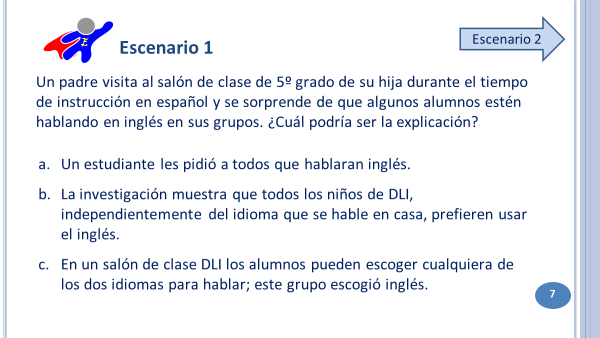 Escenario 1
Escenario 2
Un padre visita al salón de clase de 5º grado de su hija durante el tiempo
de instrucción en español y se sorprende de que algunos alumnos estén
hablando en inglés en sus grupos. ¿Cuál podría ser la explicación?
a. Un estudiante les pidió a todos que hablaran inglés.
b. La investigación muestra que todos los niños de DLI,
independientemente del idioma que se hable en casa, prefieren usar
el inglés.
c. En un salón de clase DLI los alumnos pueden escoger cualquiera de
los dos idiomas para hablar; este grupo escogió inglés.
7